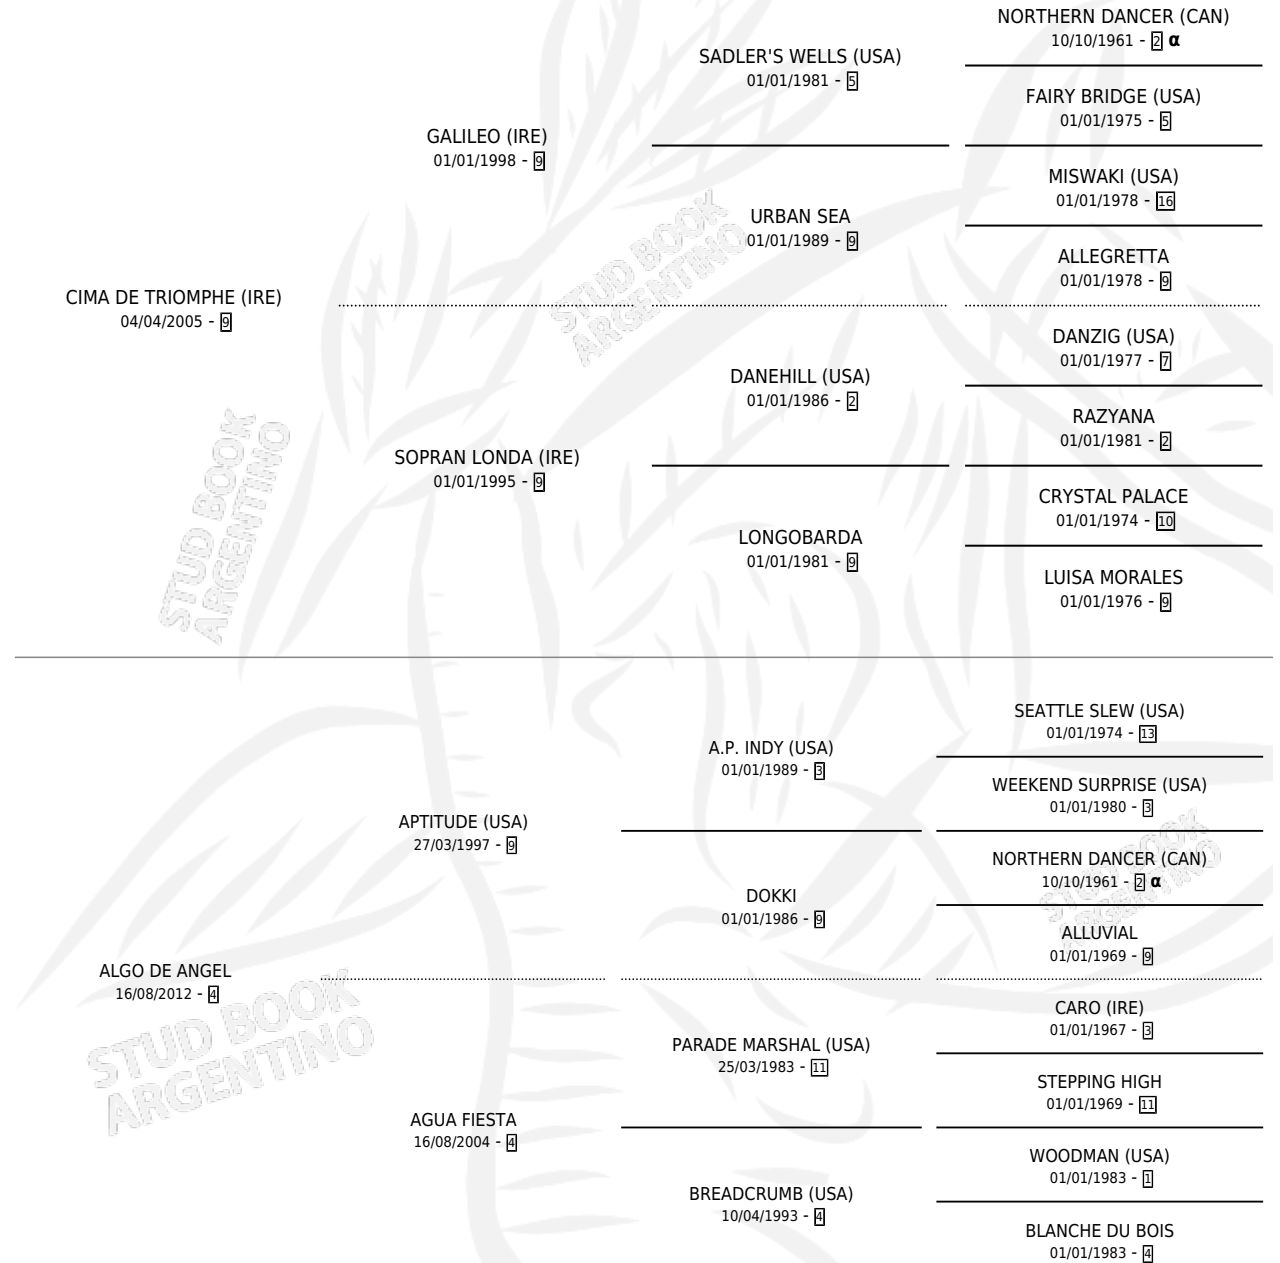 NORTHERN DANCER (CAN)
10/10/1961 - 2 α
SADLER'S WELLS (USA)
01/01/1981 - 5
FAIRY BRIDGE (USA)
01/01/1975 - 5
GALILEO (IRE)
01/01/1998 - 9
MISWAKI (USA)
01/01/1978 - 16
URBAN SEA
01/01/1989 - 9
ALLEGRETTA
01/01/1978 - 9
CIMA DE TRIOMPHE (IRE)
04/04/2005 - 9
DANZIG (USA)
01/01/1977 - 7
DANEHILL (USA)
01/01/1986 - 2
RAZYANA
01/01/1981 - 2
SOPRAN LONDA (IRE)
01/01/1995 - 9
CRYSTAL PALACE
01/01/1974 - 10
LONGOBARDA
01/01/1981 - 9
LUISA MORALES
01/01/1976 - 9
SEATTLE SLEW (USA)
01/01/1974 - 13
A.P. INDY (USA)
01/01/1989 - 3
WEEKEND SURPRISE (USA)
01/01/1980 - 3
APTITUDE (USA)
27/03/1997 - 9
NORTHERN DANCER (CAN)
10/10/1961 - 2 α
DOKKI
01/01/1986 - 9
ALLUVIAL
01/01/1969 - 9
ALGO DE ANGEL
16/08/2012 - 4
CARO (IRE)
01/01/1967 - 3
PARADE MARSHAL (USA)
25/03/1983 - 11
STEPPING HIGH
01/01/1969 - 11
AGUA FIESTA
16/08/2004 - 4
WOODMAN (USA)
01/01/1983 - 1
BREADCRUMB (USA)
10/04/1993 - 4
BLANCHE DU BOIS
01/01/1983 - 4
STUD BOOK
ARGENTINO
STUD BOOK
ARGENTINO
STUD BOOK
ARGENTINO
STUD BOOK
ARGENTINO